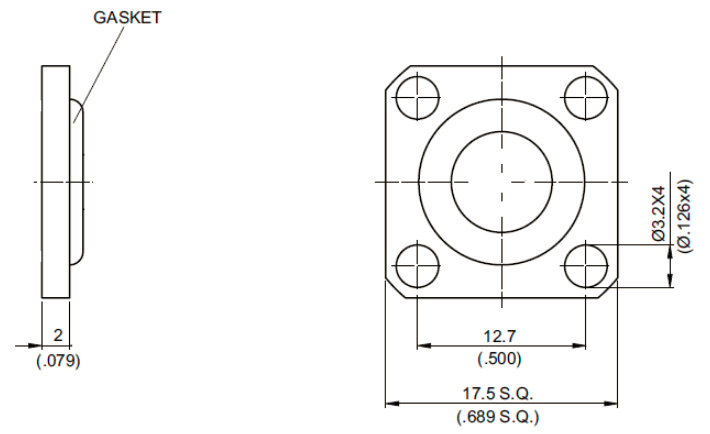 GASKET
2
(.079)
Ø3.2X4
(Ø.126x4)
12.7
(.500)
17.5 S.Q.
(.689 S.Q.)